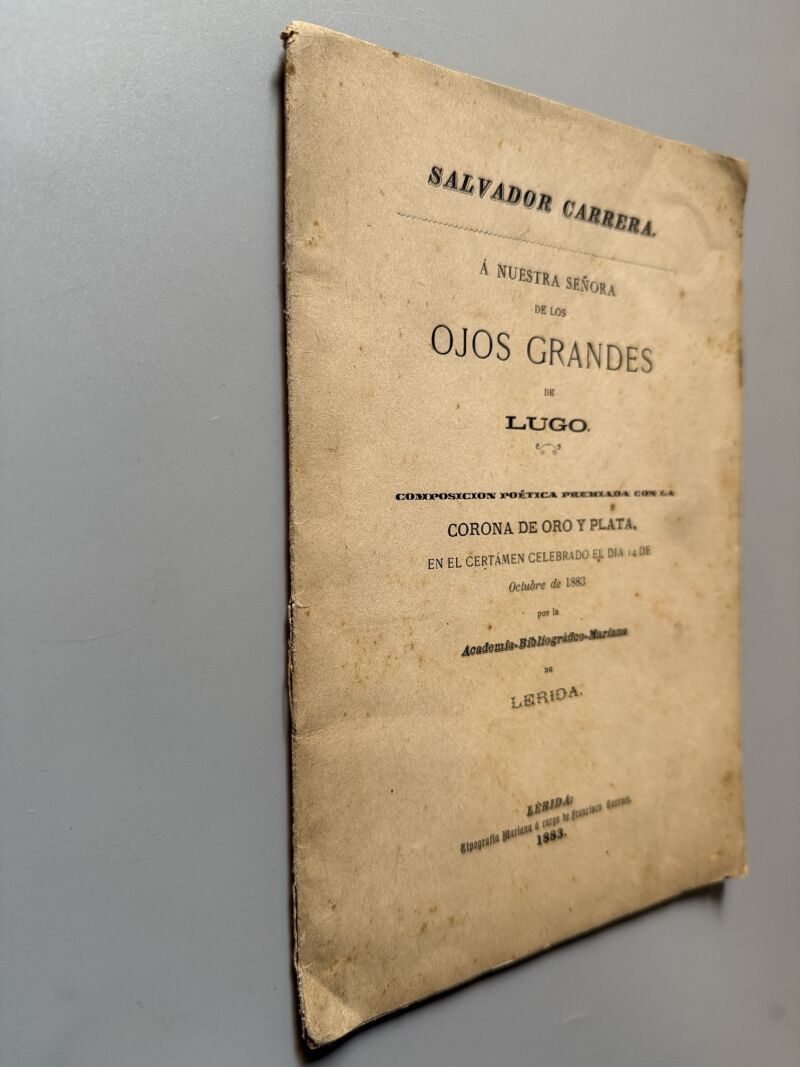 SALVADOR CARRERA.
Á NUESTRA SEÑORA
DE LOS
OJOS GRANDES
DE
LUGO.
COMPOSICION POÉTICA PREMIADA CON LA
CORONA DE ORO Y PLATA,
EN EL CERTÁMEN CELEBRADO EL DIA 14 DE
Octubre de 1883
por la
Academia-Bibliográfico-Mariana
DE
LÉRIDA.
LÉRIDA:
Tipografía Mariana á cargo de Francisco Carruez.
1883.